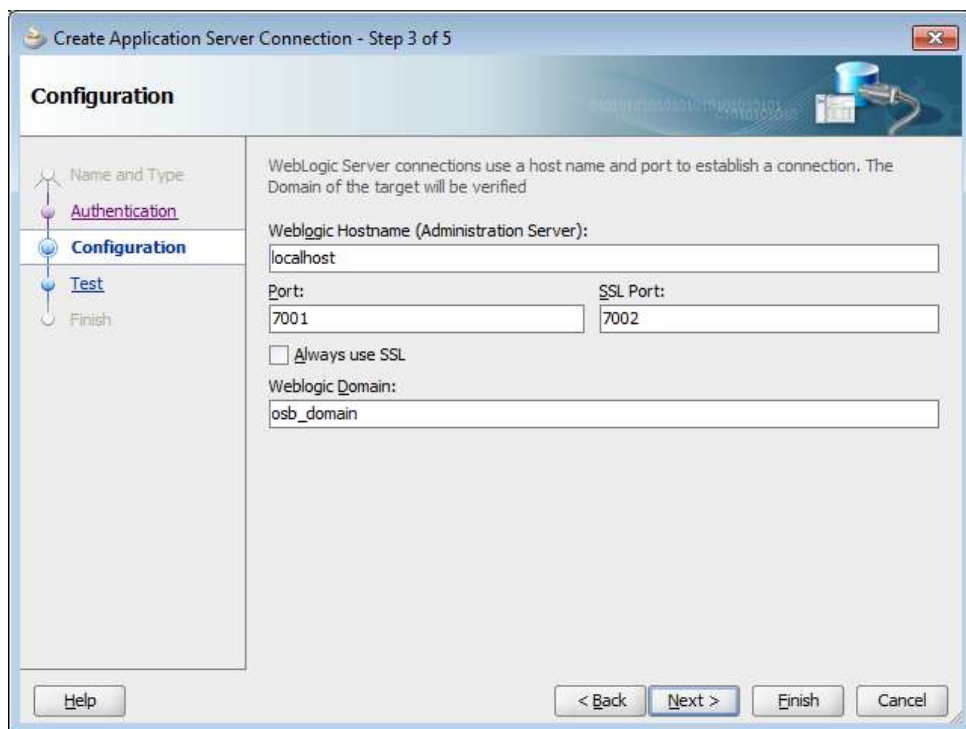 Create Application Server Connection - Step 3 of 5
Configuration
Name and Type
Authentication
Configuration
Test
Finish
WebLogic Server connections use a host name and port to establish a connection. The
Domain of the target will be verified
Weblogic Hostname (Administration Server):
localhost
Port: SSL Port:
7001 7002
Always use SSL
Weblogic Domain:
osb_domain
Help < Back Next > Finish Cancel